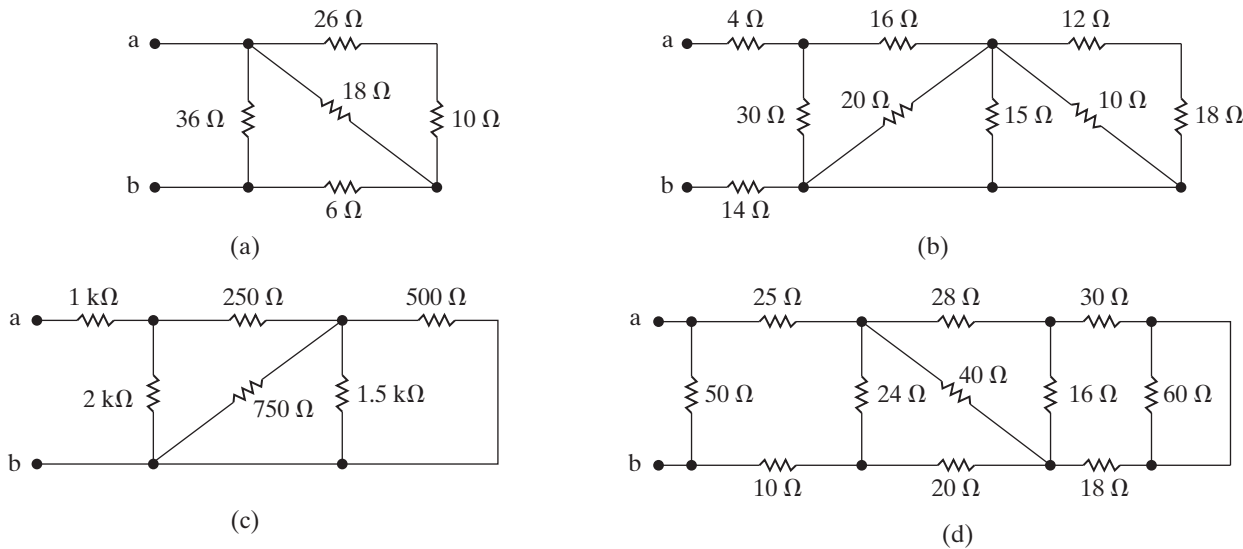 26 Ω
a
18 Ω
36 Ω
10 Ω
b
6 Ω
(a)
4 Ω
16 Ω
12 Ω
a
20 Ω
10 Ω
30 Ω
15 Ω
18 Ω
b
14 Ω
(b)
1 kΩ
250 Ω
500 Ω
a
2 kΩ
750 Ω
1.5 kΩ
b
(c)
25 Ω
28 Ω
30 Ω
a
40 Ω
50 Ω
24 Ω
16 Ω
60 Ω
b
10 Ω
20 Ω
18 Ω
(d)